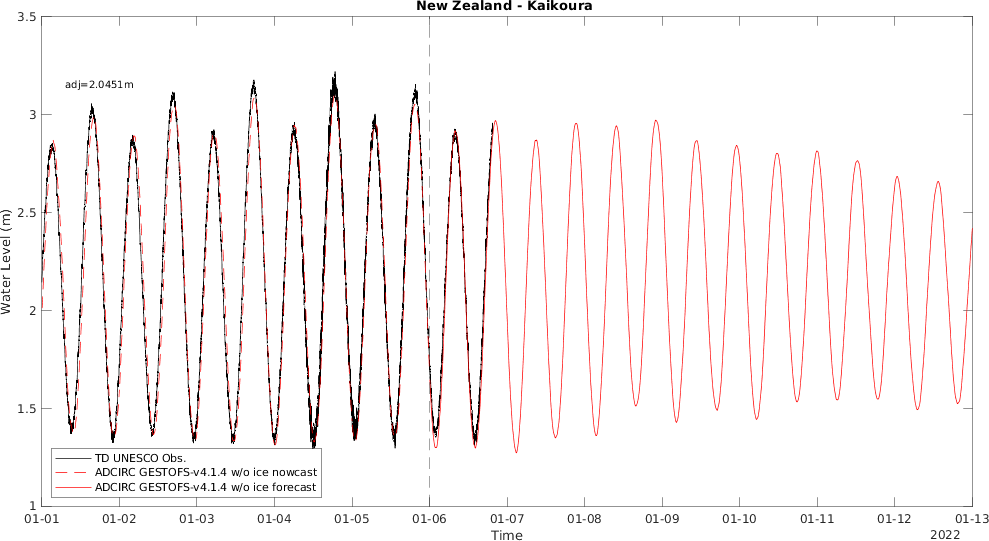 New Zealand - Kaikoura
3.5
adj=2.0451m
3
2.5
Water Level (m)
2
1.5
TD UNESCO Obs.
ADCIRC GESTOFS-v4.1.4 w/o ice nowcast
ADCIRC GESTOFS-v4.1.4 w/o ice forecast
1
01-01 01-02 01-03 01-04 01-05 01-06 01-07 01-08 01-09 01-10 01-11 01-12 01-13
Time
2022